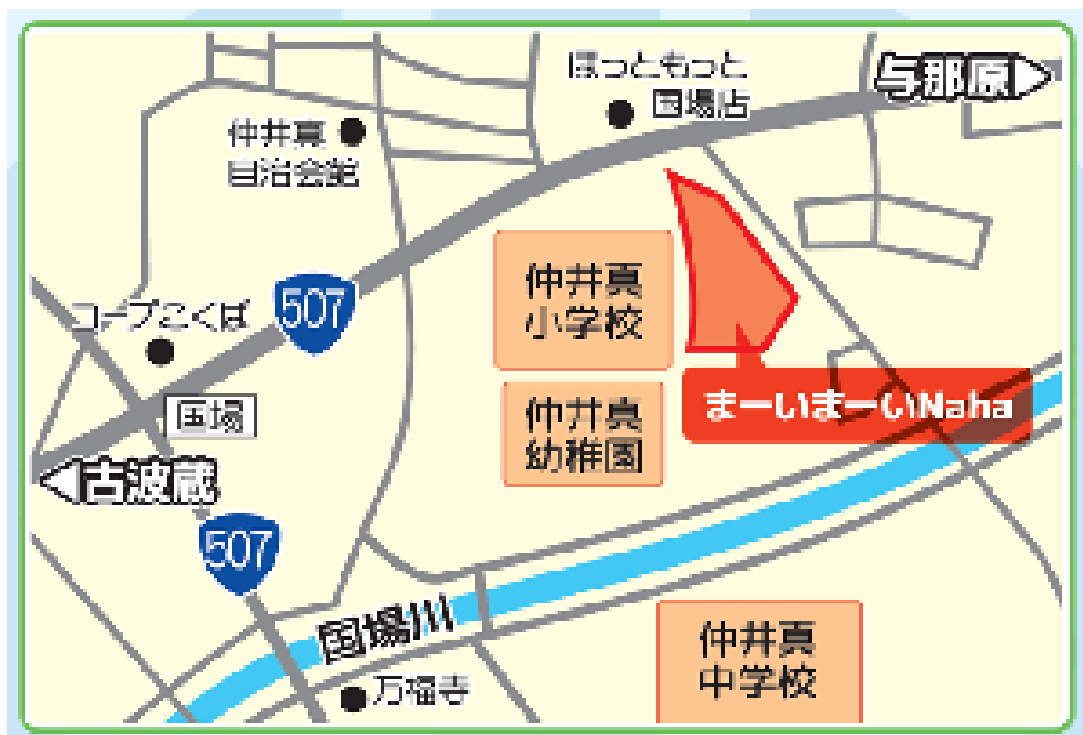 ほっともっと
国場店
与那原
仲井真
自治会館
仲井真
小学校
507
コープこくば
まーいまーいNaha
国場
仲井真
幼稚園
古波蔵
507
国場川
仲井真
中学校
万福寺